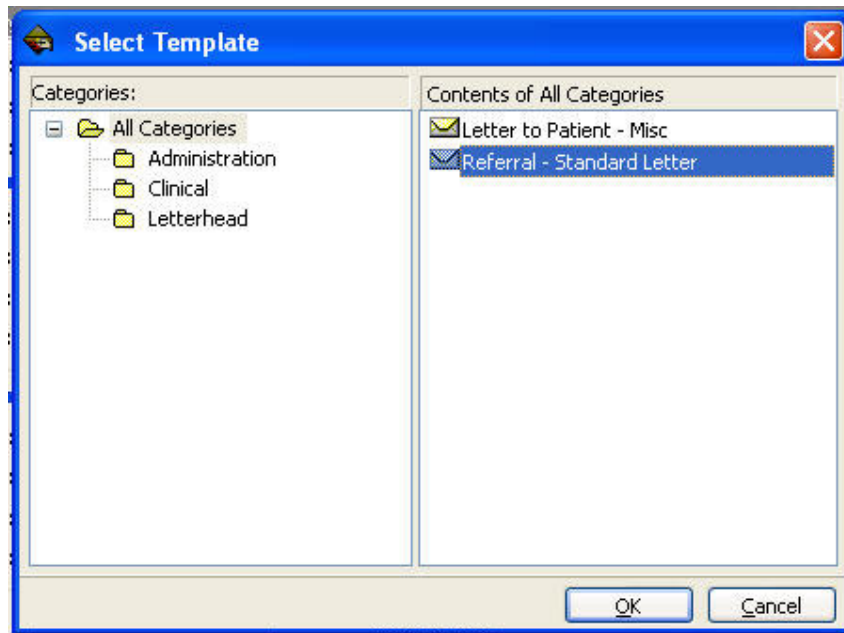 Select Template
Categories:
All Categories
Administration
Clinical
Letterhead
Contents of All Categories
Letter to Patient - Misc
Referral - Standard Letter
OK
Cancel